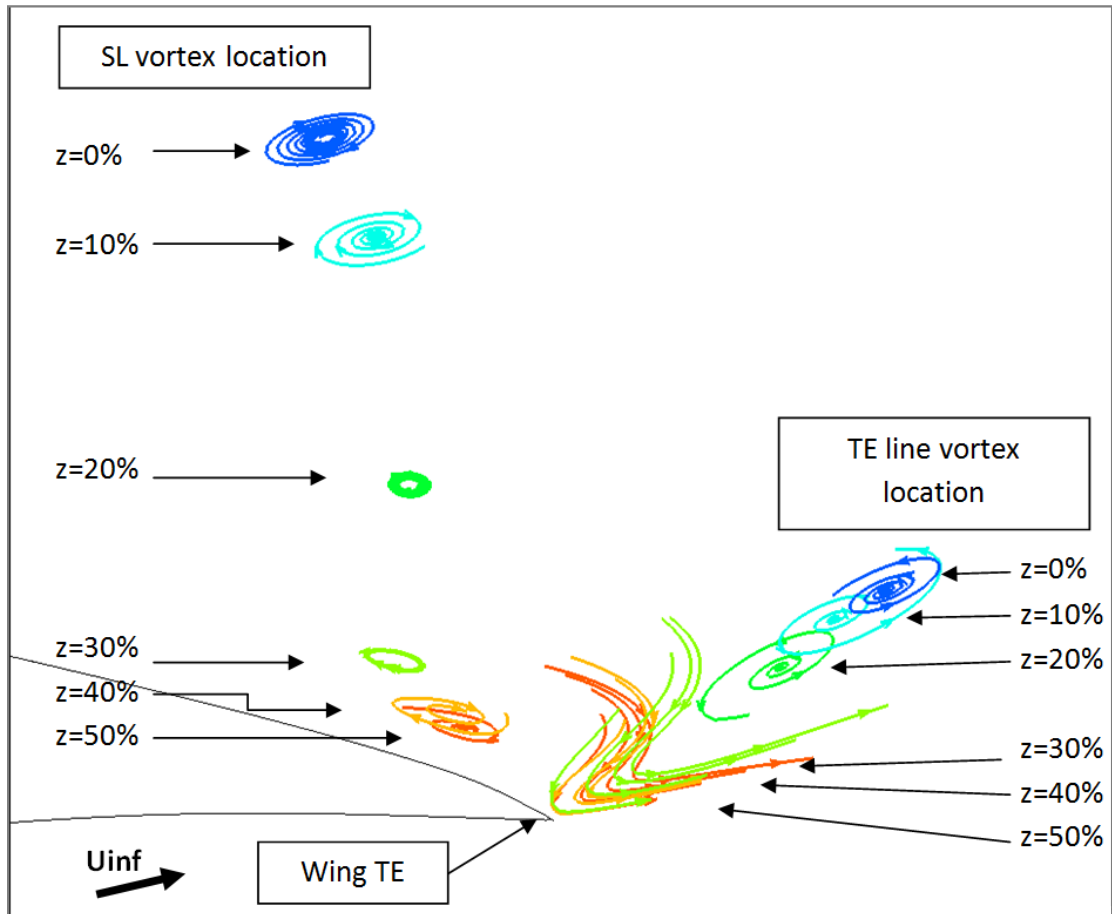 SL vortex location
z=0%
z=10%
z=20%
z=30%
z=40%
z=50%
TE line vortex
location
z=0%
z=10%
z=20%
z=30%
z=40%
z=50%
Wing TE
Uinf